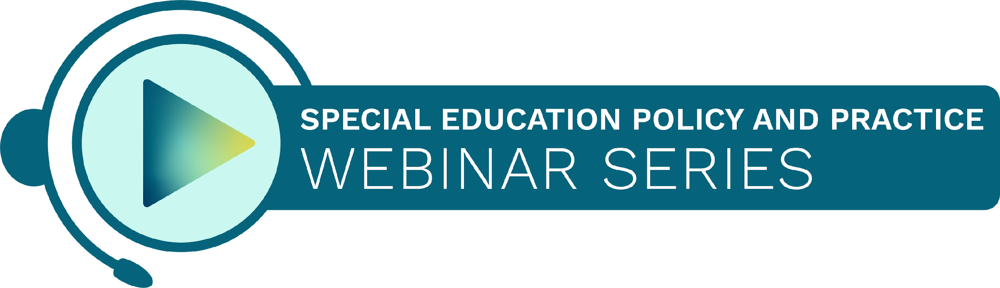 SPECIAL EDUCATION POLICY AND PRACTICE
WEBINAR SERIES